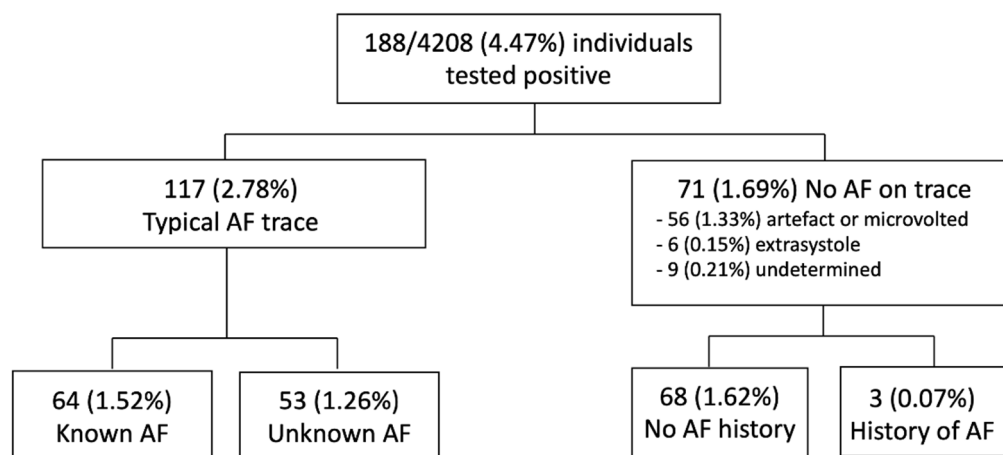 188/4208 (4.47%) individuals
tested positive
117 (2.78%)
Typical AF trace
71 (1.69%) No AF on trace
- 56 (1.33%) artefact or microvolted
- 6 (0.15%) extrasystole
- 9 (0.21%) undetermined
64 (1.52%)
Known AF
53 (1.26%)
Unknown AF
68 (1.62%)
No AF history
3 (0.07%)
History of AF